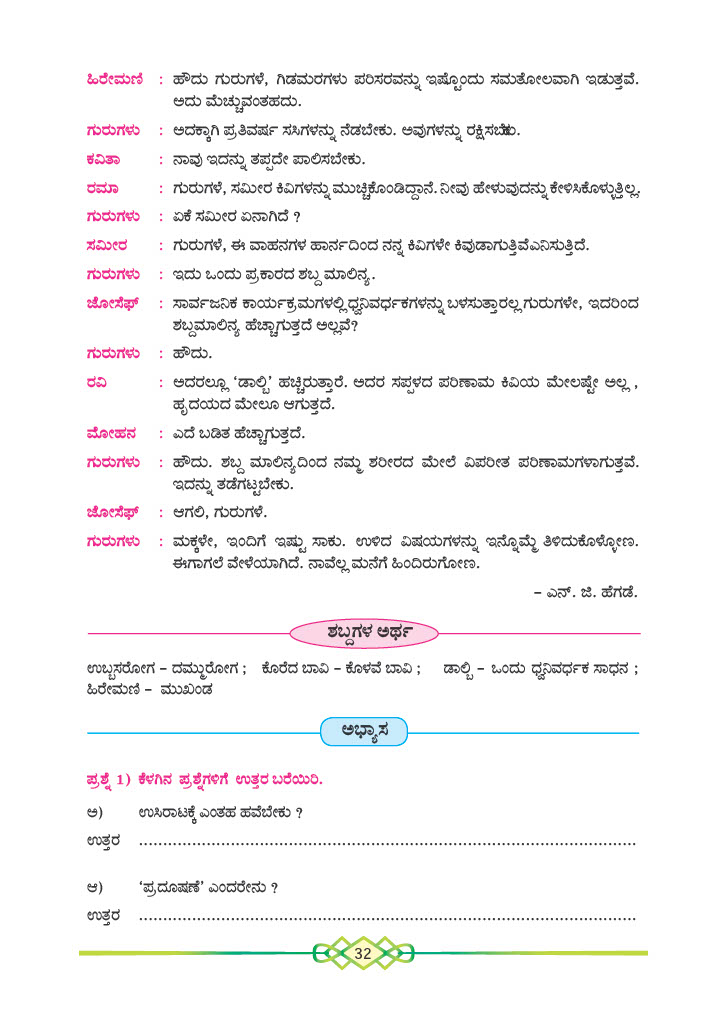 ಹಿರೇಮಣಿ : ಹೌದು ಗುರುಗಳೆ, ಗಿಡಮರಗಳು ಪರಿಸರವನ್ನು ಇಷ್ಟೊಂದು ಸಮತೋಲವಾಗಿ ಇಡುತ್ತವೆ.
ಅದು ಮೆಚ್ಚುವಂತಹದು.
ಗುರುಗಳು : ಅದಕ್ಕಾಗಿ ಪ್ರತಿವರ್ಷ ಸಸಿಗಳನ್ನು ನೆಡಬೇಕು. ಅವುಗಳನ್ನು ರಕ್ಷಿಸಬೇಕು.
ಕವಿತಾ : ನಾವು ಇದನ್ನು ತಪ್ಪದೇ ಪಾಲಿಸಬೇಕು.
ರಮಾ : ಗುರುಗಳೆ, ಸಮೀರ ಕಿವಿಗಳನ್ನು ಮುಚ್ಚಿಕೊಂಡಿದ್ದಾನೆ. ನೀವು ಹೇಳುವುದನ್ನು ಕೇಳಿಸಿಕೊಳ್ಳುತ್ತಿಲ್ಲ.
ಗುರುಗಳು : ಏಕೆ ಸಮೀರ ಏನಾಗಿದೆ ?
ಸಮೀರ : ಗುರುಗಳೆ, ಈ ವಾಹನಗಳ ಹಾರ್ನದಿಂದ ನನ್ನ ಕಿವಿಗಳೇ ಕಿವುಡಾಗುತ್ತಿವೆಎನಿಸುತ್ತಿದೆ.
ಗುರುಗಳು : ಇದು ಒಂದು ಪ್ರಕಾರದ ಶಬ್ದ ಮಾಲಿನ್ಯ.
ಜೋಸೆಫ್ : ಸಾರ್ವಜನಿಕ ಕಾರ್ಯಕ್ರಮಗಳಲ್ಲಿ ಧ್ವನಿವರ್ಧಕಗಳನ್ನು ಬಳಸುತ್ತಾರಲ್ಲ ಗುರುಗಳೇ, ಇದರಿಂದ
ಶಬ್ದಮಾಲಿನ್ಯ ಹೆಚ್ಚಾಗುತ್ತದೆ ಅಲ್ಲವೆ?
ಗುರುಗಳು : ಹೌದು.
ರವಿ : ಅದರಲ್ಲೂ ‘ಡಾಲ್ಬಿ’ ಹಚ್ಚಿರುತ್ತಾರೆ. ಅದರ ಸಪ್ಪಳದ ಪರಿಣಾಮ ಕಿವಿಯ ಮೇಲಷ್ಟೇ ಅಲ್ಲ ,
ಹೃದಯದ ಮೇಲೂ ಆಗುತ್ತದೆ.
ಮೋಹನ : ಎದೆ ಬಡಿತ ಹೆಚ್ಚಾಗುತ್ತದೆ.
ಗುರುಗಳು : ಹೌದು. ಶಬ್ದ ಮಾಲಿನ್ಯದಿಂದ ನಮ್ಮ ಶರೀರದ ಮೇಲೆ ವಿಪರೀತ ಪರಿಣಾಮಗಳಾಗುತ್ತವೆ.
ಇದನ್ನು ತಡೆಗಟ್ಟಬೇಕು.
ಜೋಸೆಫ್ : ಆಗಲಿ, ಗುರುಗಳೆ.
ಗುರುಗಳು : ಮಕ್ಕಳೇ, ಇಂದಿಗೆ ಇಷ್ಟು ಸಾಕು. ಉಳಿದ ವಿಷಯಗಳನ್ನು ಇನ್ನೊಮ್ಮೆ ತಿಳಿದುಕೊಳ್ಳೋಣ.
ಈಗಾಗಲೆ ವೇಳೆಯಾಗಿದೆ. ನಾವೆಲ್ಲ ಮನೆಗೆ ಹಿಂದಿರುಗೋಣ.
– ಎನ್. ಜಿ. ಹೆಗಡೆ.
ಶಬ್ದಗಳ ಅರ್ಥ
ಉಬ್ಬಸರೋಗ – ದಮ್ಮುರೋಗ ; ಕೊರೆದ ಬಾವಿ – ಕೊಳವೆ ಬಾವಿ ; ಡಾಲ್ಬಿ – ಒಂದು ಧ್ವನಿವರ್ಧಕ ಸಾಧನ ;
ಹಿರೇಮಣಿ – ಮುಖಂಡ
ಅಭ್ಯಾಸ
ಪ್ರಶ್ನೆ 1) ಕೆಳಗಿನ ಪ್ರಶ್ನೆಗಳಿಗೆ ಉತ್ತರ ಬರೆಯಿರಿ.
ಅ) ಉಸಿರಾಟಕ್ಕೆ ಎಂತಹ ಹವೆಬೇಕು ?
ಉತ್ತರ ....................................................................................................
ಆ) ‘ಪ್ರದೂಷಣೆ’ ಎಂದರೇನು ?
ಉತ್ತರ ....................................................................................................
32